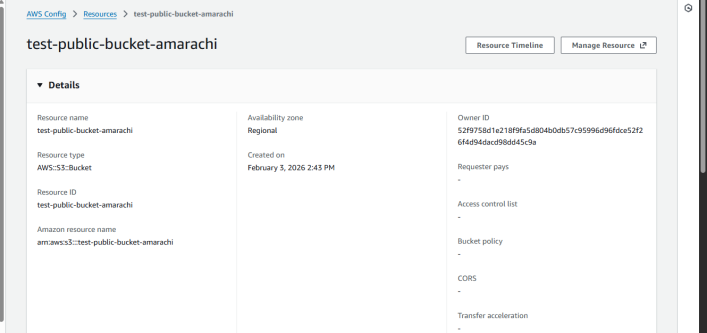 AWS Config > Resources > test-public-bucket-amarachi
test-public-bucket-amarachi
Resource Timeline
Manage Resource
Details
Resource name
test-public-bucket-amarachi
Resource type
AWS::S3::Bucket
Resource ID
test-public-bucket-amarachi
Amazon resource name
arn:aws:s3:::test-public-bucket-amarachi
Availability zone
Regional
Created on
February 3, 2026 2:43 PM
Owner ID
52f9758d1e218f9fa5d804b0db57c95996d96fdce52f2
6f4d94dacd98dd45c9a
Requester pays
-
Access control list
-
Bucket policy
-
CORS
-
Transfer acceleration
-